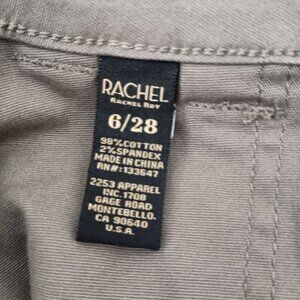 RACHEL
RACHEL ROY
6/28
98%COTTON
2%SPANDEX
MADE IN CHINA
RN#:133647
2253 APPAREL
INC.1708
GAGE ROAD
MONTEBELLO.
CA 90640
U.S.A.